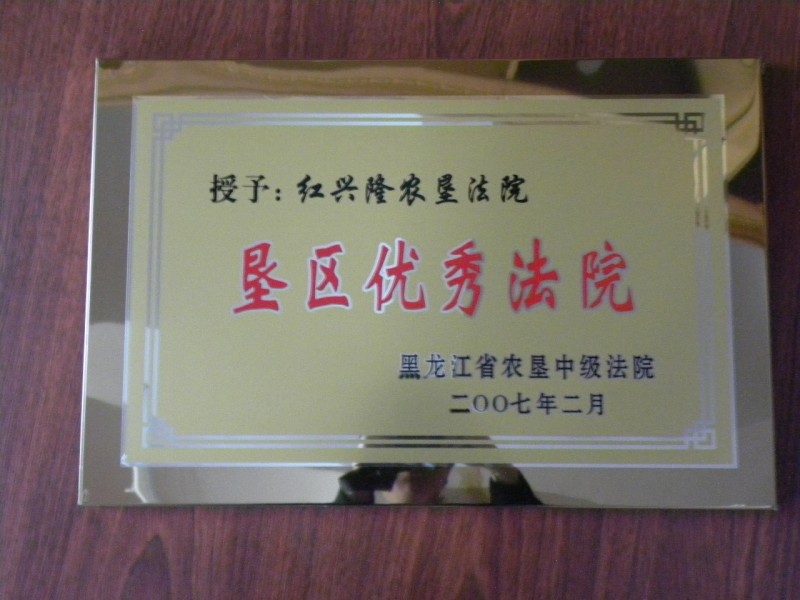 授予：红兴隆农垦法院
垦区优秀法院
黑龙江省农垦中级法院
二〇〇七年二月